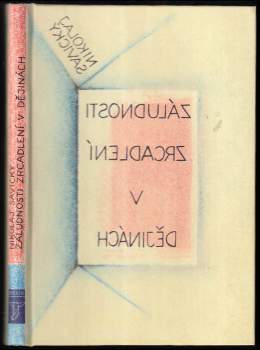 NIKOLAJ
SAVICKÝ
ZÁLUDNOSTI
ZRCADLENÍ
V
DĚJINÁCH
NIKOLAJ SAVICKÝ
ZÁLUDNOSTI ZRCADLENÍ V DĚJINÁCH